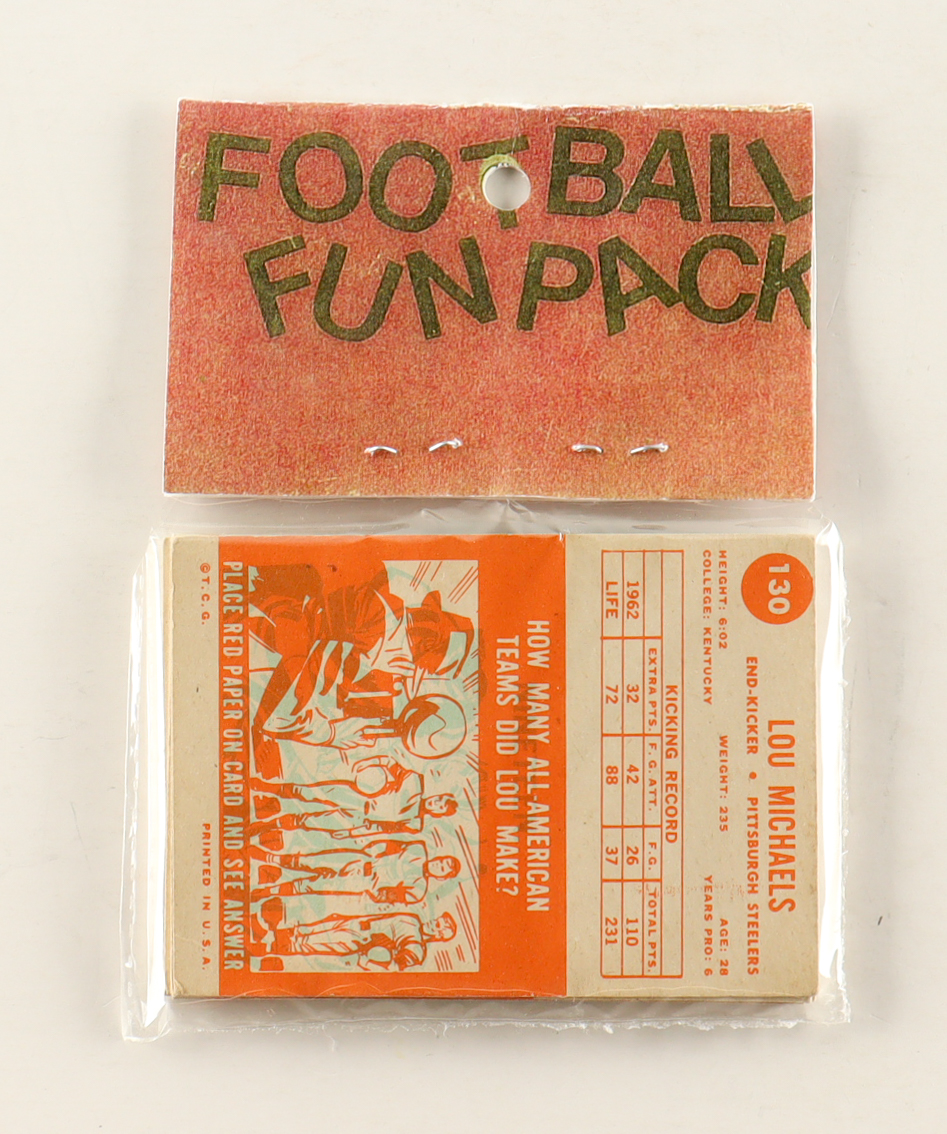 FOOTBALL
FUN PACK
130
LOU MICHAELS
END-KICKER • PITTSBURGH STEELERS
HEIGHT: 6:02 WEIGHT: 235 AGE: 28
COLLEGE: KENTUCKY YEARS PRO: 6
KICKING RECORD
EXTRA PTS. F.G. ATT. F.G. TOTAL PTS.
1962 32 42 26 110
LIFE 72 88 37 231
HOW MANY ALL-AMERICAN
TEAMS DID LOU MAKE?
PLACE RED PAPER ON CARD AND SEE ANSWER
©T.C.G. PRINTED IN U.S.A.